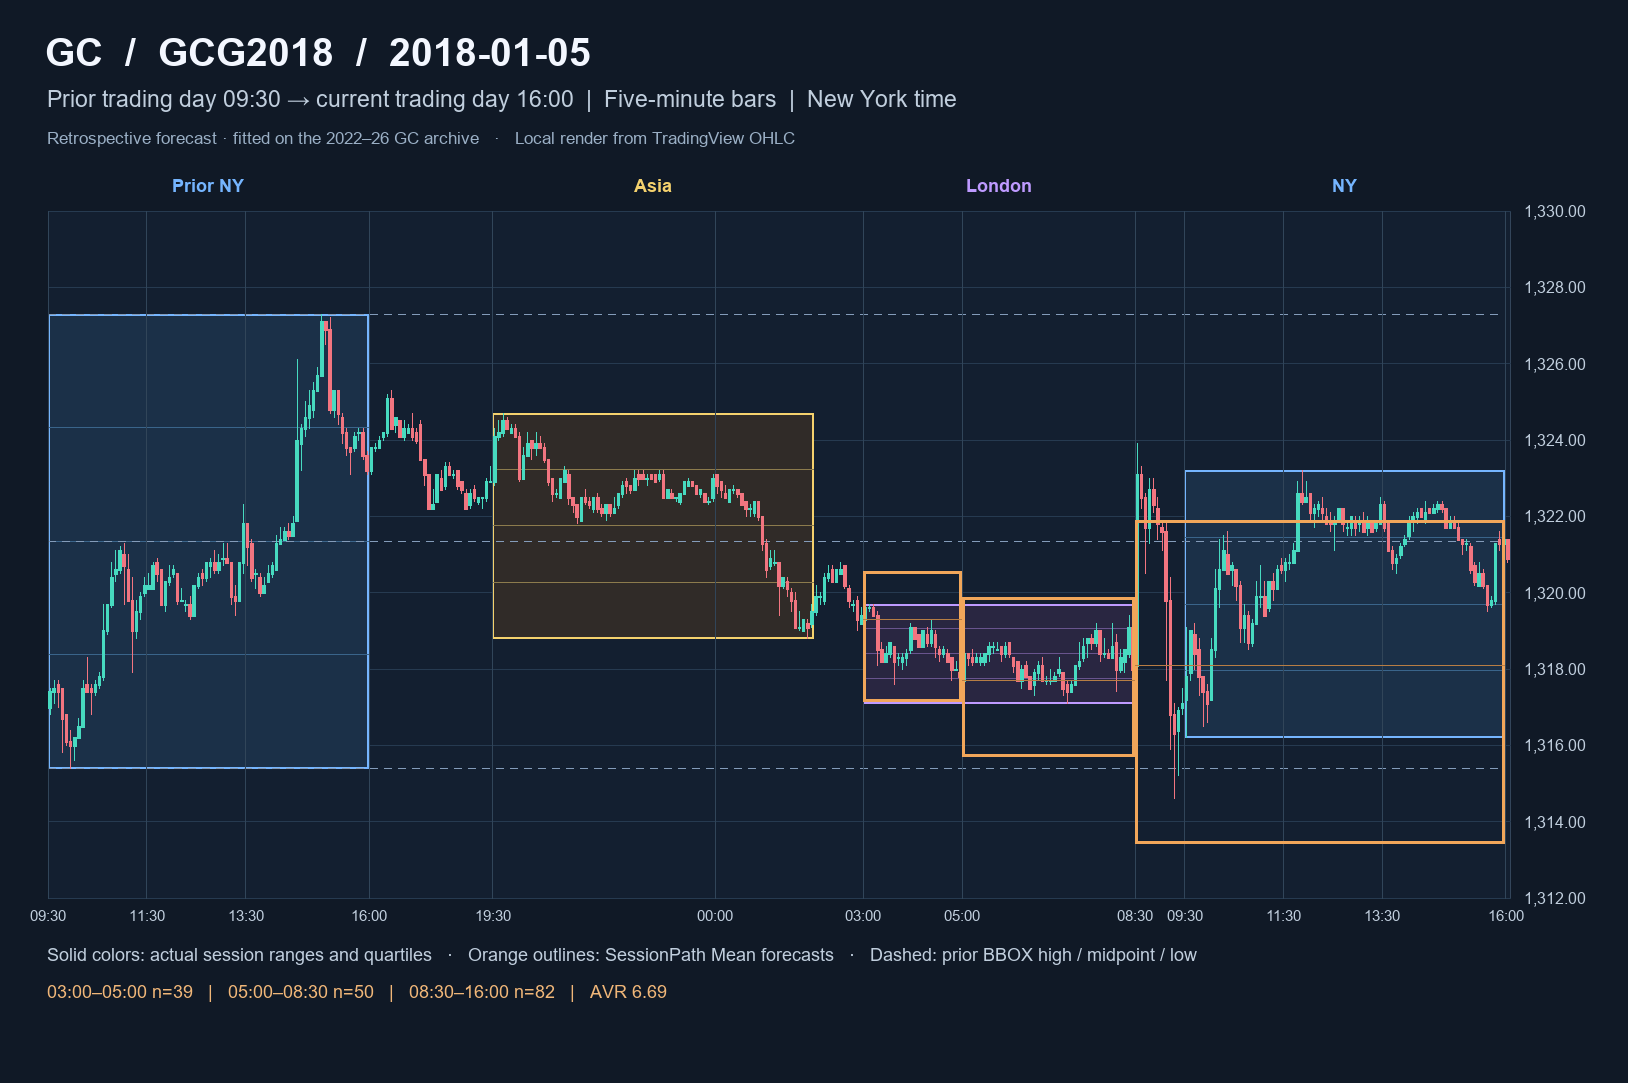 GC / GCG2018 / 2018-01-05
Prior trading day 09:30 → current trading day 16:00 | Five-minute bars | New York time
Retrospective forecast · fitted on the 2022–26 GC archive · Local render from TradingView OHLC
Prior NY Asia London NY
1,330.00
1,328.00
1,326.00
1,324.00
1,322.00
1,320.00
1,318.00
1,316.00
1,314.00
1,312.00
09:30 11:30 13:30 16:00 19:30 00:00 03:00 05:00 08:30 09:30 11:30 13:30 16:00
Solid colors: actual session ranges and quartiles · Orange outlines: SessionPath Mean forecasts · Dashed: prior BBOX high / midpoint / low
03:00–05:00 n=39 | 05:00–08:30 n=50 | 08:30–16:00 n=82 | AVR 6.69